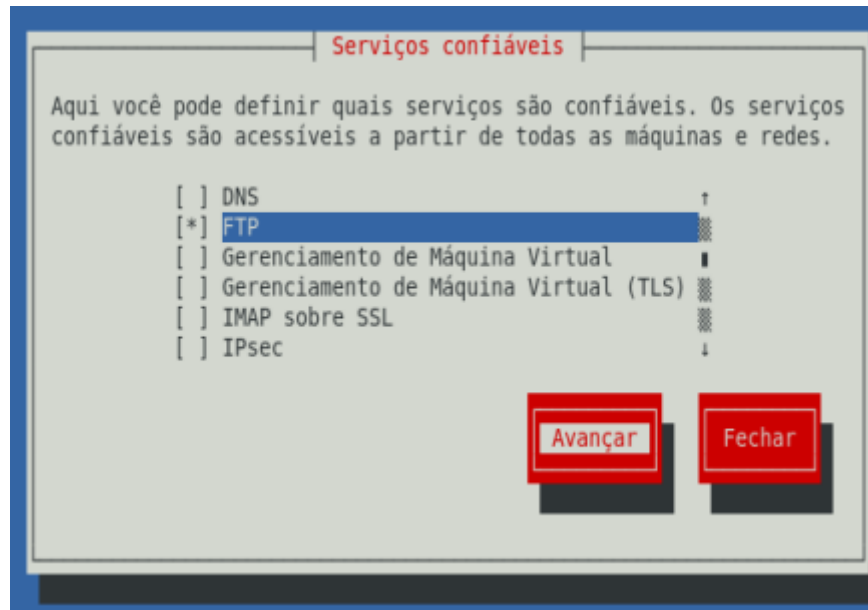 Serviços confiáveis
Aqui você pode definir quais serviços são confiáveis. Os serviços
confiáveis são acessíveis a partir de todas as máquinas e redes.
[ ] DNS
[*] FTP
[ ] Gerenciamento de Máquina Virtual
[ ] Gerenciamento de Máquina Virtual (TLS)
[ ] IMAP sobre SSL
[ ] IPsec
Avançar
Fechar